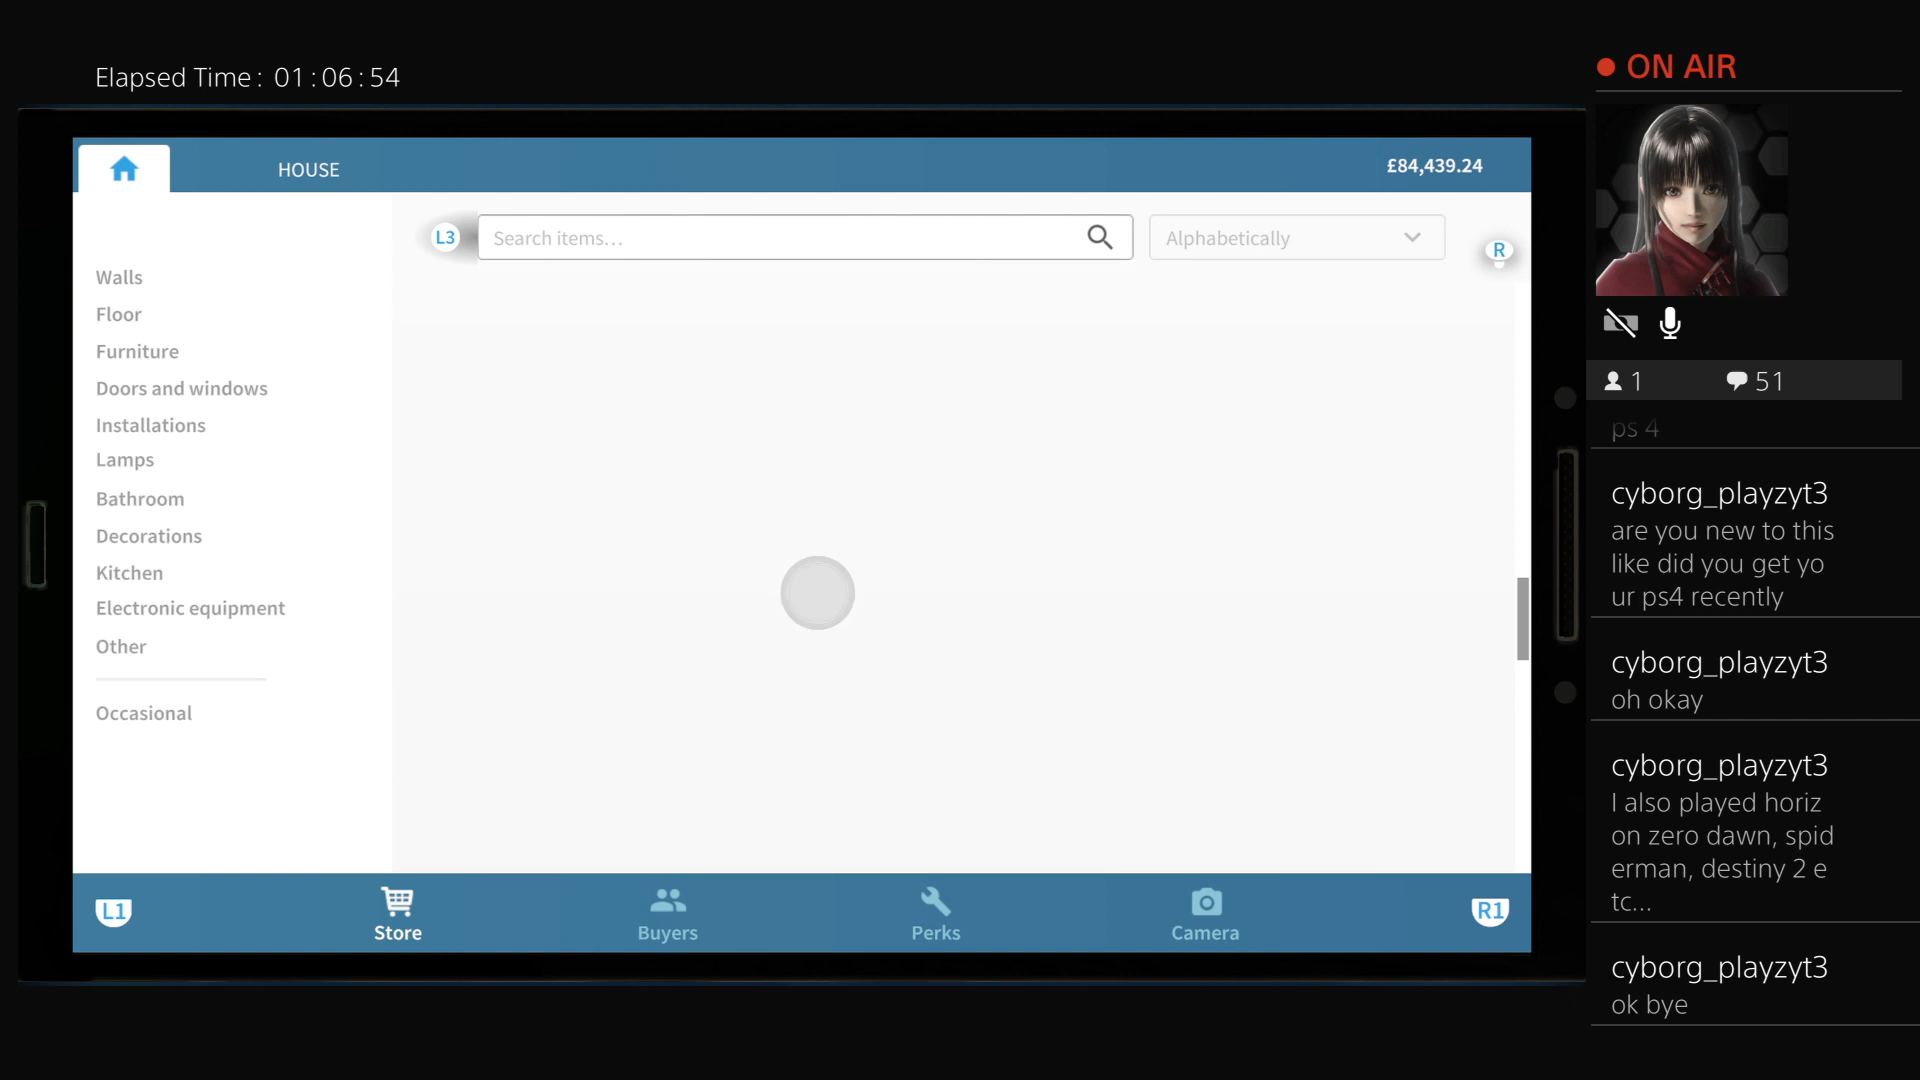 Elapsed Time: 01:06:54
ON AIR
HOUSE
£84,439.24
L3
Search items...
Alphabetically
R
Walls
Floor
Furniture
Doors and windows
Installations
Lamps
Bathroom
Decorations
Kitchen
Electronic equipment
Other
Occasional
L1
Store
Buyers
Perks
Camera
R1
1
51
ps 4
cyborg_playzyt3
are you new to this
like did you get yo
ur ps4 recently
cyborg_playzyt3
oh okay
cyborg_playzyt3
I also played horiz
on zero dawn, spid
erman, destiny 2 e
tc...
cyborg_playzyt3
ok bye